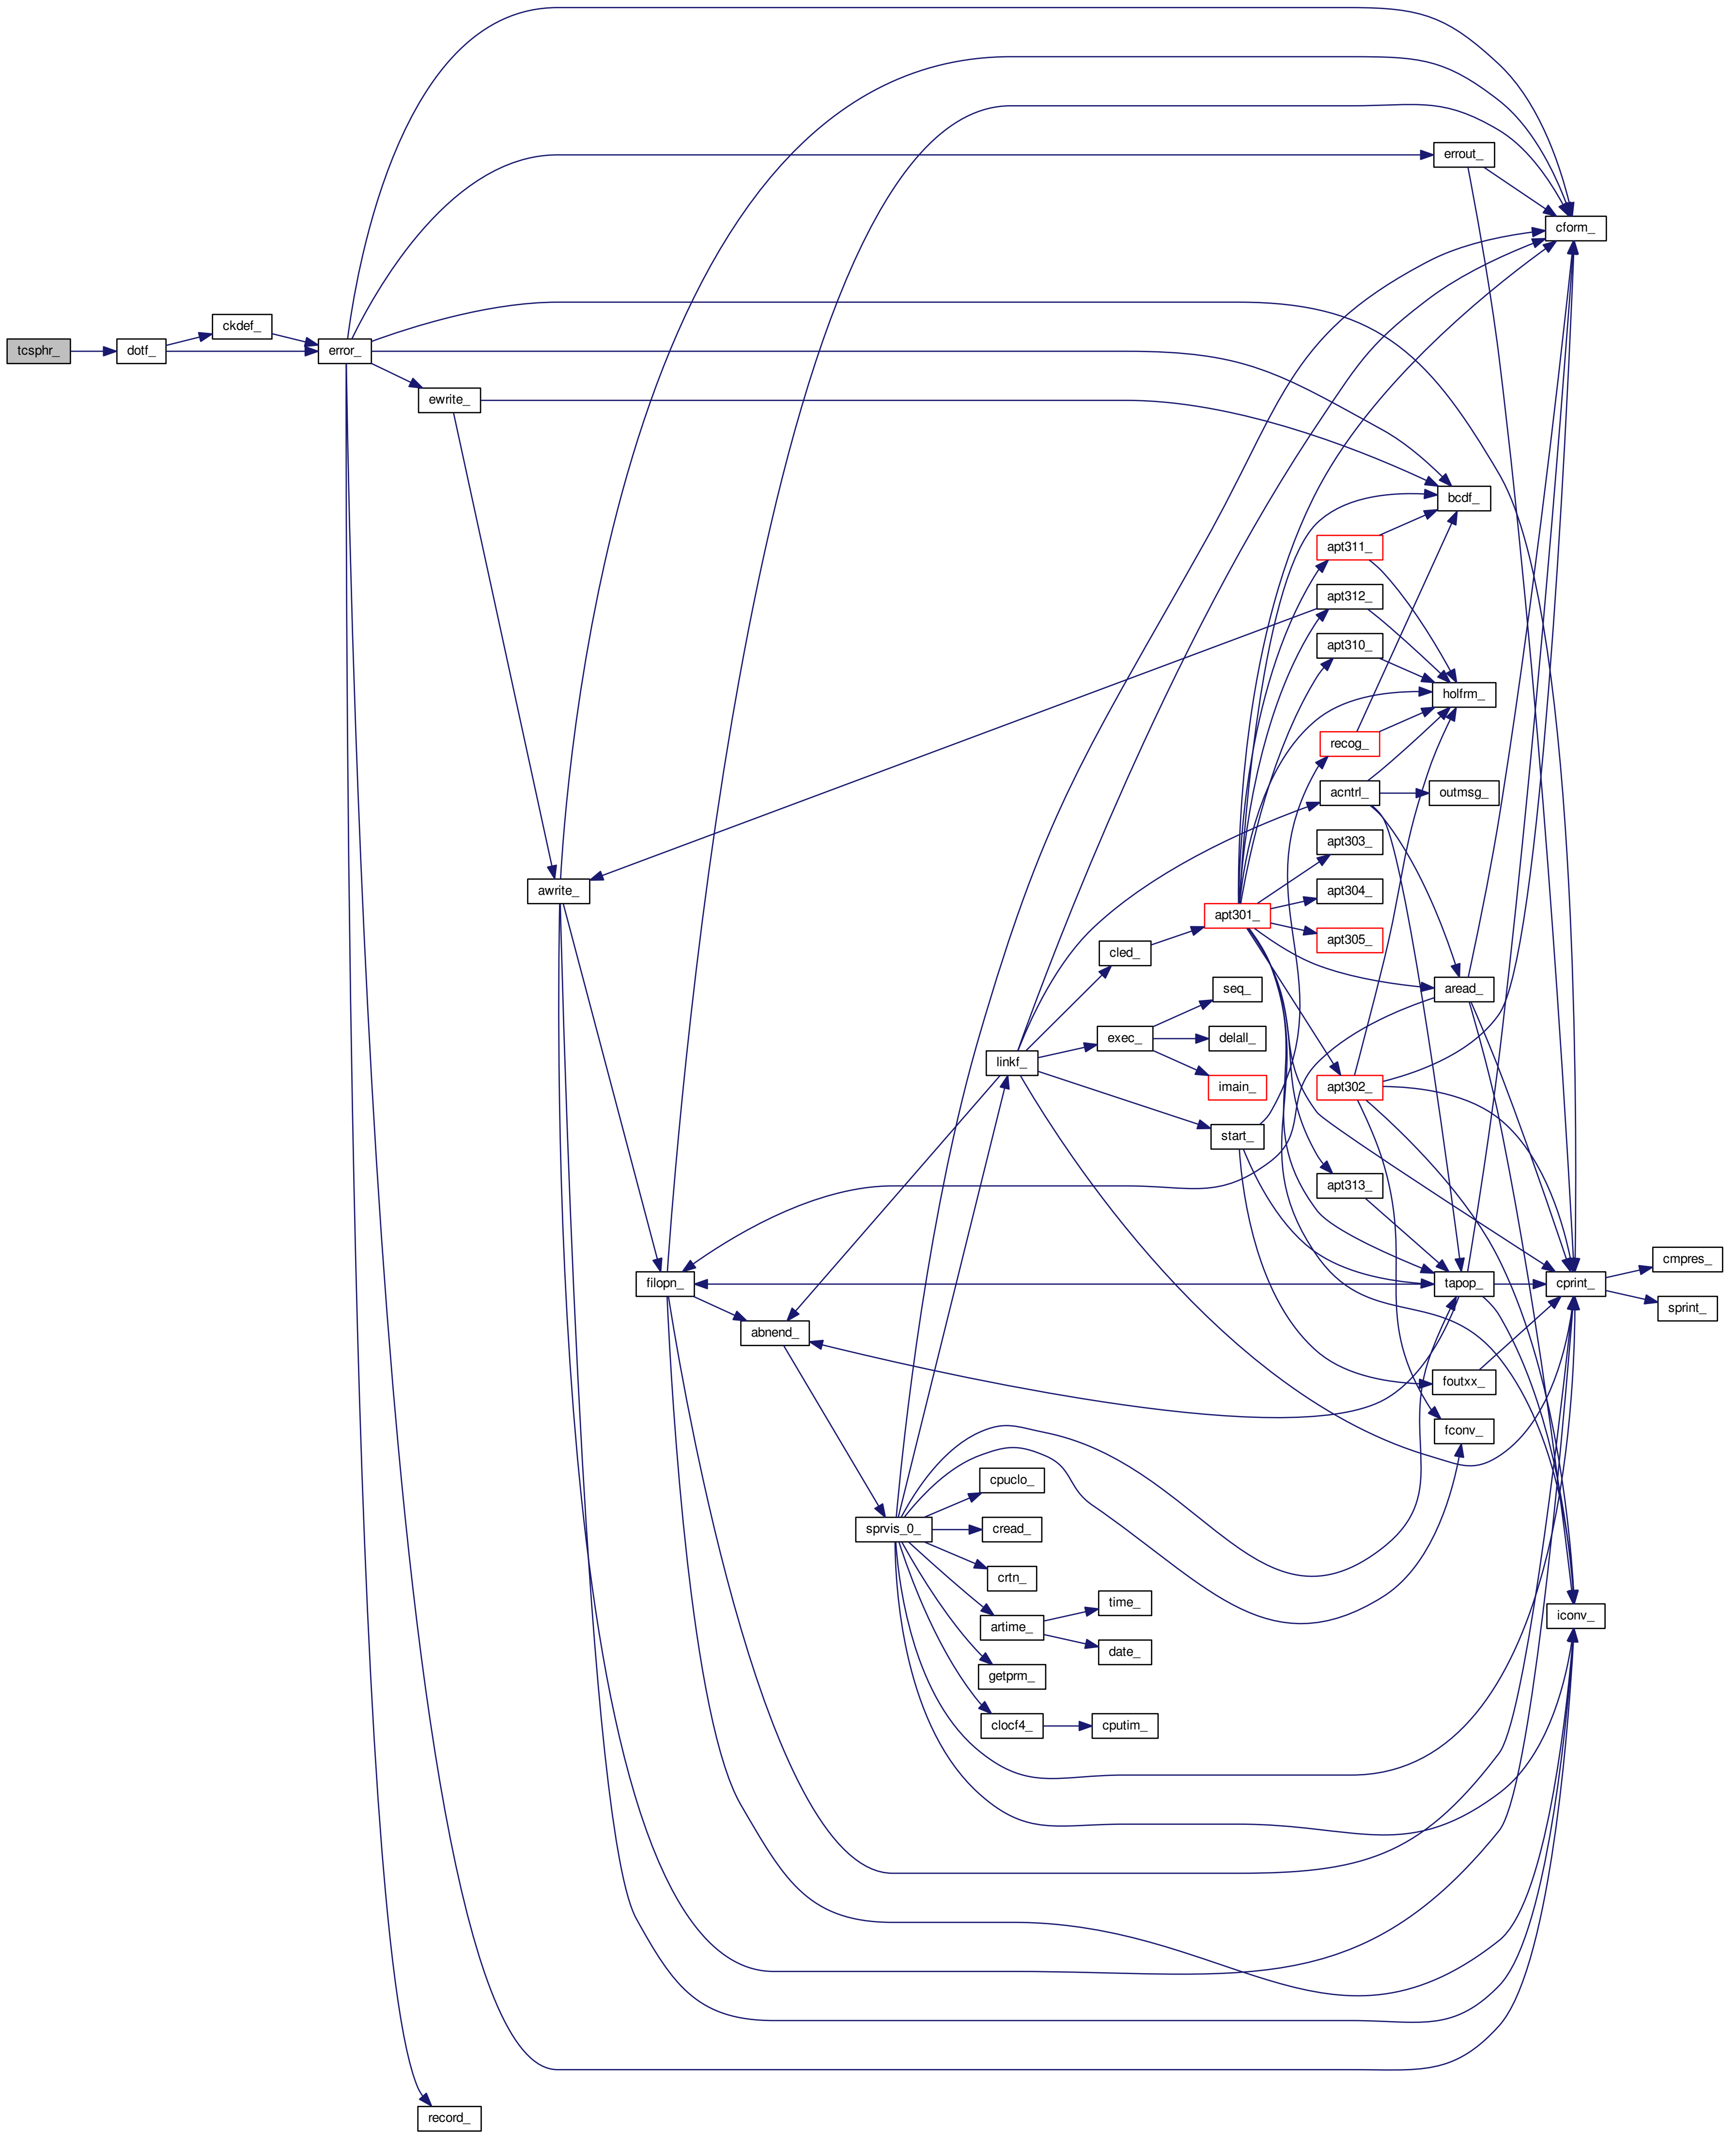 tcsphr_
dotf_
ckdef_
error_
ewrite_
awrite_
filopn_
abnend_
sprvis_0_
linkf_
cled_
exec_
seq_
delall_
imain_
start_
apt301_
errout_
cform_
bcdf_
apt311_
apt312_
apt310_
holfrm_
recog_
acntrl_
outmsg_
apt303_
apt304_
apt305_
aread_
apt302_
apt313_
tapop_
cprint_
cmpres_
sprint_
foutxx_
fconv_
iconv_
cpuclo_
cread_
crtn_
artime_
time_
date_
getprm_
clocf4_
cputim_
record_